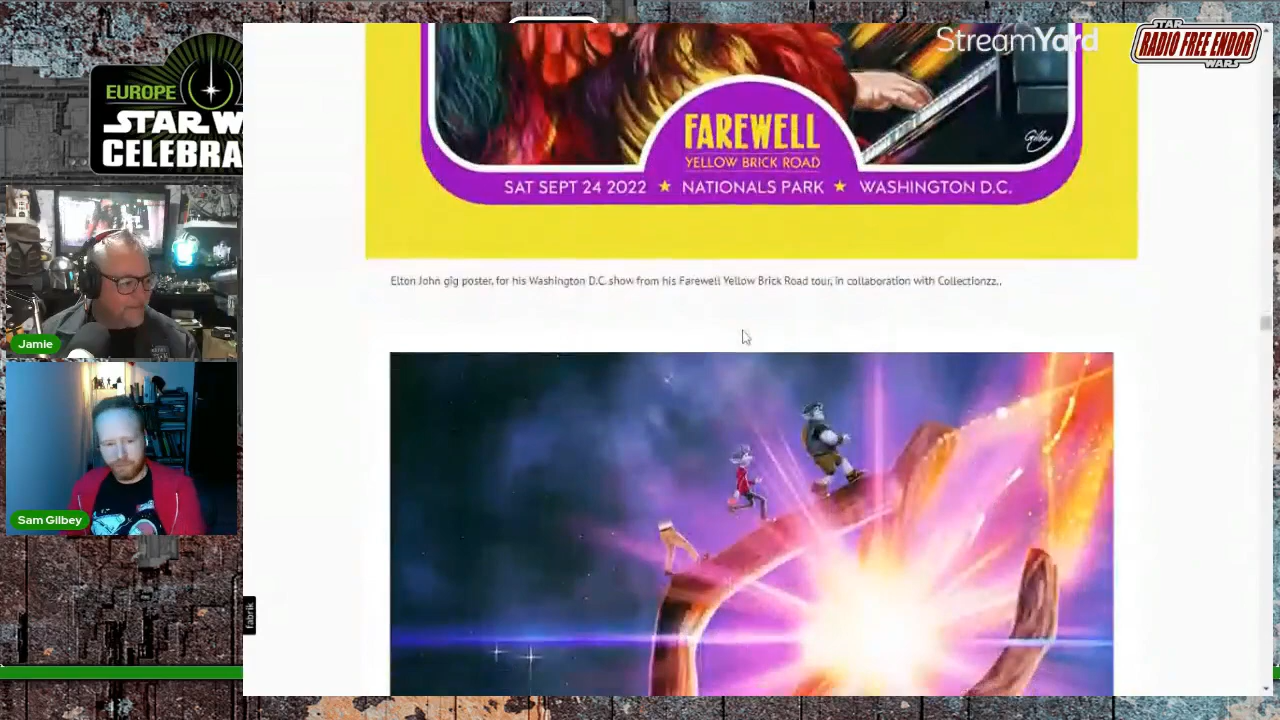 StreamYard
STAR
RADIO FREE ENDOR
WARS
EUROPE
STAR W
CELEBRA
FAREWELL
YELLOW BRICK ROAD
SAT SEPT 24 2022 ★ NATIONALS PARK ★ WASHINGTON D.C.
Gilbey
Elton John gig poster, for his Washington D.C. show from his Farewell Yellow Brick Road tour, in collaboration with Collectionzz..
Jamie
Sam Gilbey
fabrik